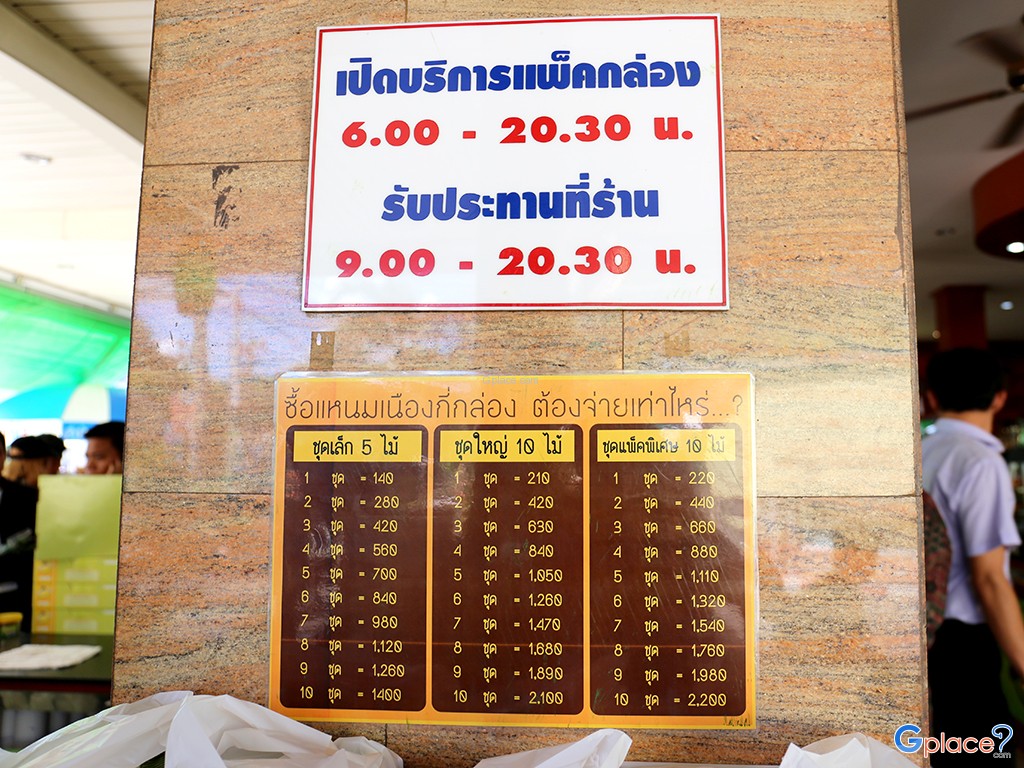 เปิดบริการแพ็คกล่อง
6.00 - 20.30 น.
รับประทานที่ร้าน
9.00 - 20.30 น.
ซื้อแหนมเนืองกี่กล่อง ต้องจ่ายเท่าไหร่...?
ชุดเล็ก 5 ไม้
1 ชุด = 140
2 ชุด = 280
3 ชุด = 420
4 ชุด = 560
5 ชุด = 700
6 ชุด = 840
7 ชุด = 980
8 ชุด = 1,120
9 ชุด = 1,260
10 ชุด = 1400
ชุดใหญ่ 10 ไม้
1 ชุด = 210
2 ชุด = 420
3 ชุด = 630
4 ชุด = 840
5 ชุด = 1,050
6 ชุด = 1,260
7 ชุด = 1,470
8 ชุด = 1,680
9 ชุด = 1,890
10 ชุด = 2,100
ชุดแพ็คพิเศษ 10 ไม้
1 ชุด = 220
2 ชุด = 440
3 ชุด = 660
4 ชุด = 880
5 ชุด = 1,110
6 ชุด = 1,320
7 ชุด = 1,540
8 ชุด = 1,760
9 ชุด = 1,980
10 ชุด = 2,200
Gplace?
.com